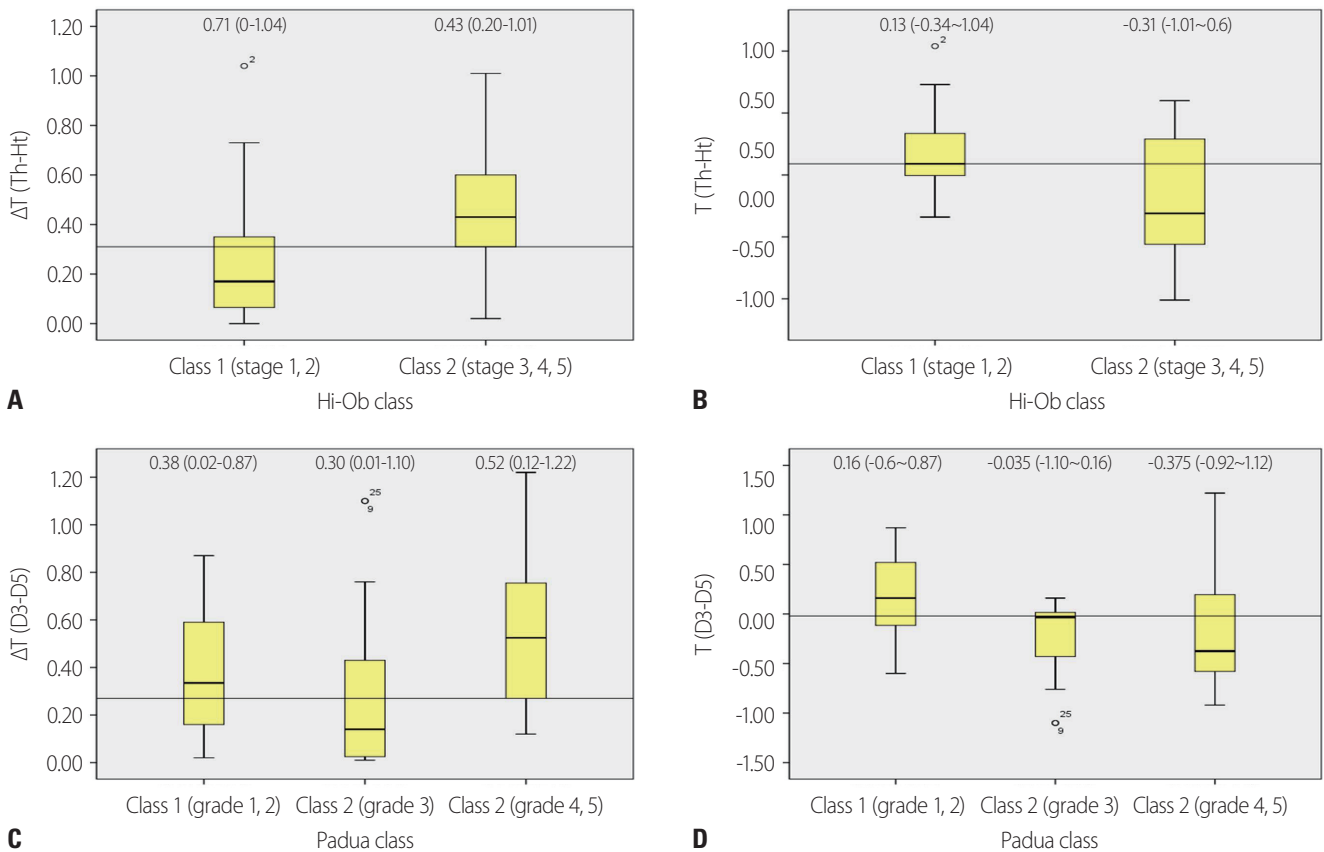 0.71 (0-1.04) 0.43 (0.20-1.01)
1.20
1.00
0.80
0.60
0.40
0.20
0.00
ΔT (Th-Ht)
2
Class 1 (stage 1, 2) Class 2 (stage 3, 4, 5)
Hi-Ob class
A
0.13 (-0.34~1.04) -0.31 (-1.01~0.6)
1.00
0.50
0.50
0.00
-0.50
-1.00
T (Th-Ht)
2
Class 1 (stage 1, 2) Class 2 (stage 3, 4, 5)
Hi-Ob class
B
0.38 (0.02-0.87) 0.30 (0.01-1.10) 0.52 (0.12-1.22)
1.20
1.00
0.80
0.60
0.40
0.20
0.00
ΔT (D3-D5)
25
9
Class 1 (grade 1, 2) Class 2 (grade 3) Class 2 (grade 4, 5)
Padua class
C
0.16 (-0.6~0.87) -0.035 (-1.10~0.16) -0.375 (-0.92~1.12)
1.50
1.00
0.50
0.00
-0.50
-1.00
-1.50
T (D3-D5)
25
9
Class 1 (grade 1, 2) Class 2 (grade 3) Class 2 (grade 4, 5)
Padua class
D